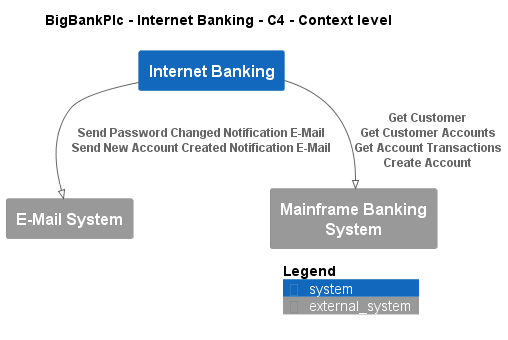 BigBankPlc - Internet Banking - C4 - Context level
Internet Banking
Send Password Changed Notification E-Mail
Send New Account Created Notification E-Mail
Get Customer
Get Customer Accounts
Get Account Transactions
Create Account
E-Mail System
Mainframe Banking
System
Legend
system
external_system